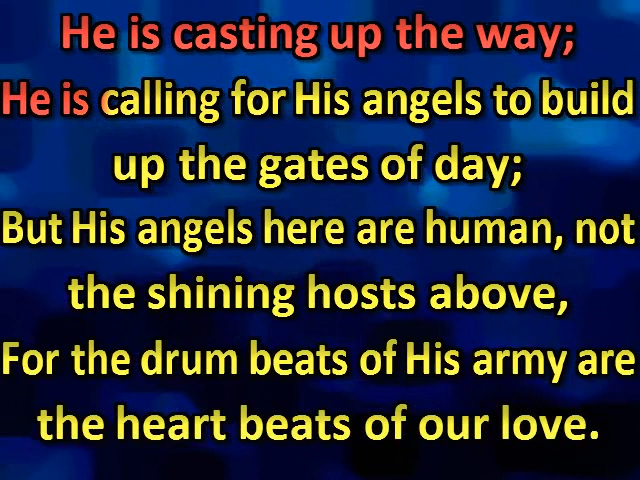 He is casting up the way;
He is calling for His angels to build
up the gates of day;
But His angels here are human, not
the shining hosts above,
For the drum beats of His army are
the heart beats of our love.